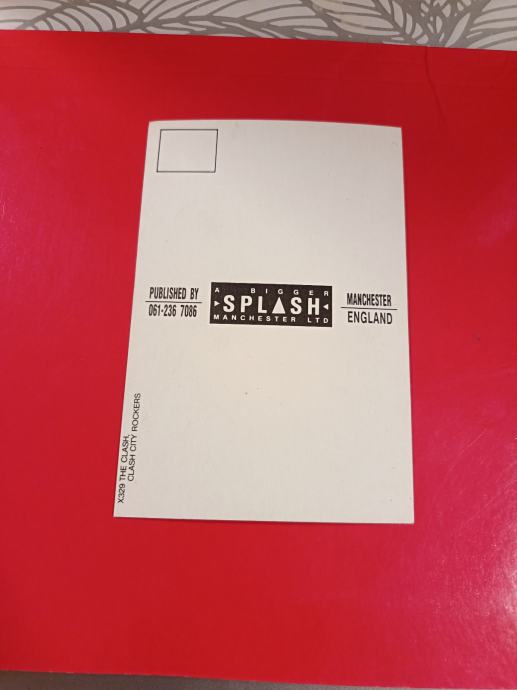 PUBLISHED BY
061-236 7086
A BIGGER
SPLASH
MANCHESTER LTD
MANCHESTER
ENGLAND
X329 THE CLASH,
CLASH CITY ROCKERS